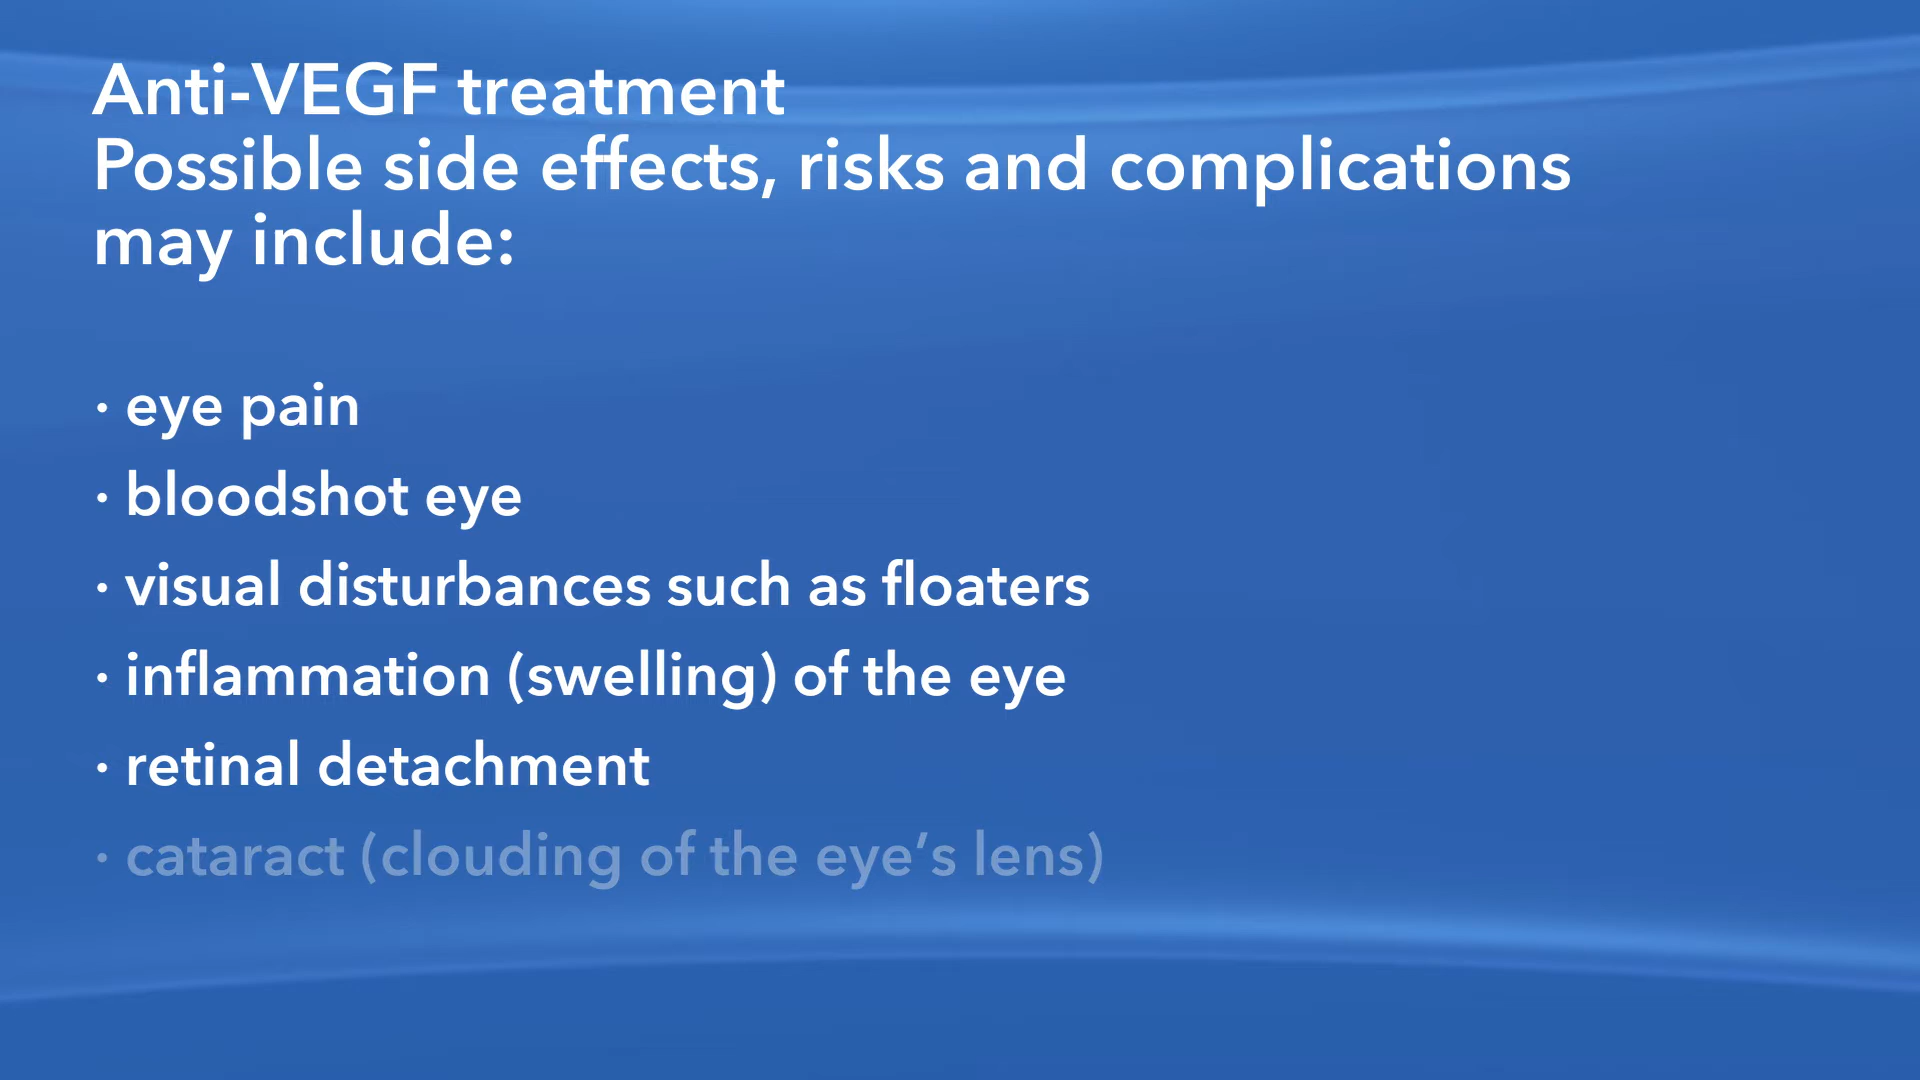 Anti-VEGF treatment
Possible side effects, risks and complications
may include:
· eye pain
· bloodshot eye
· visual disturbances such as floaters
· inflammation (swelling) of the eye
· retinal detachment
· cataract (clouding of the eye’s lens)